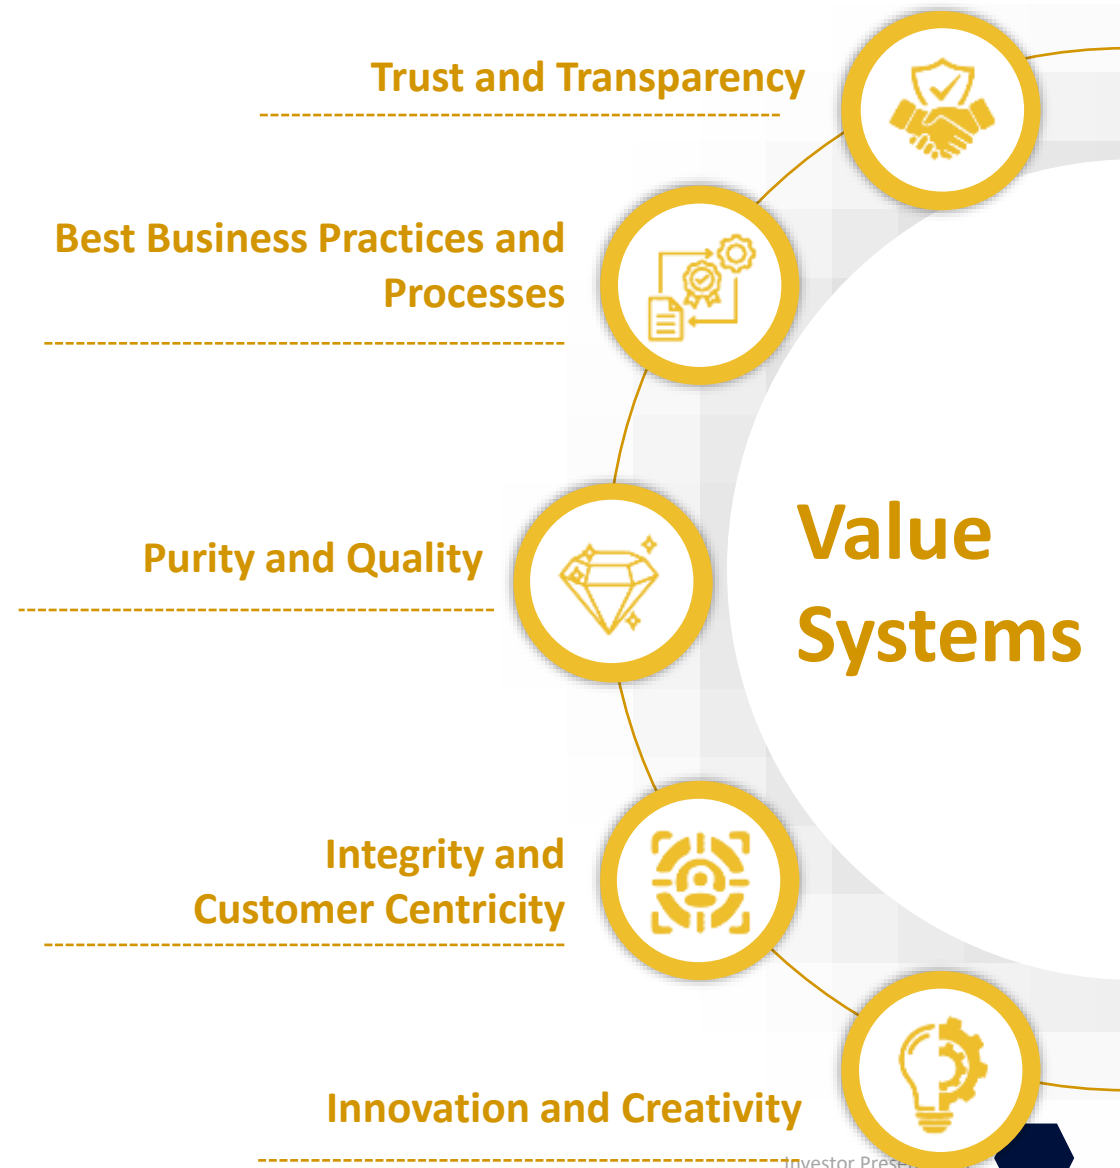 Trust and Transparency
Best Business Practices and
Processes
Purity and Quality
Value
Systems
Integrity and
Customer Centricity
Innovation and Creativity
Investor